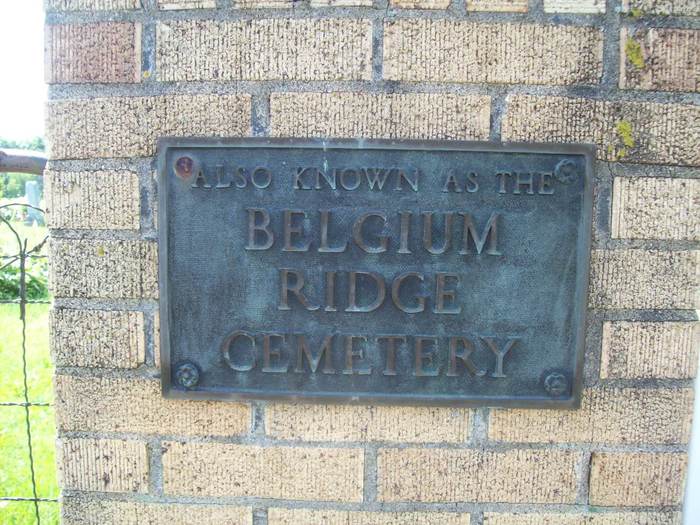 ALSO KNOWN AS THE
BELGIUM
RIDGE
CEMETERY